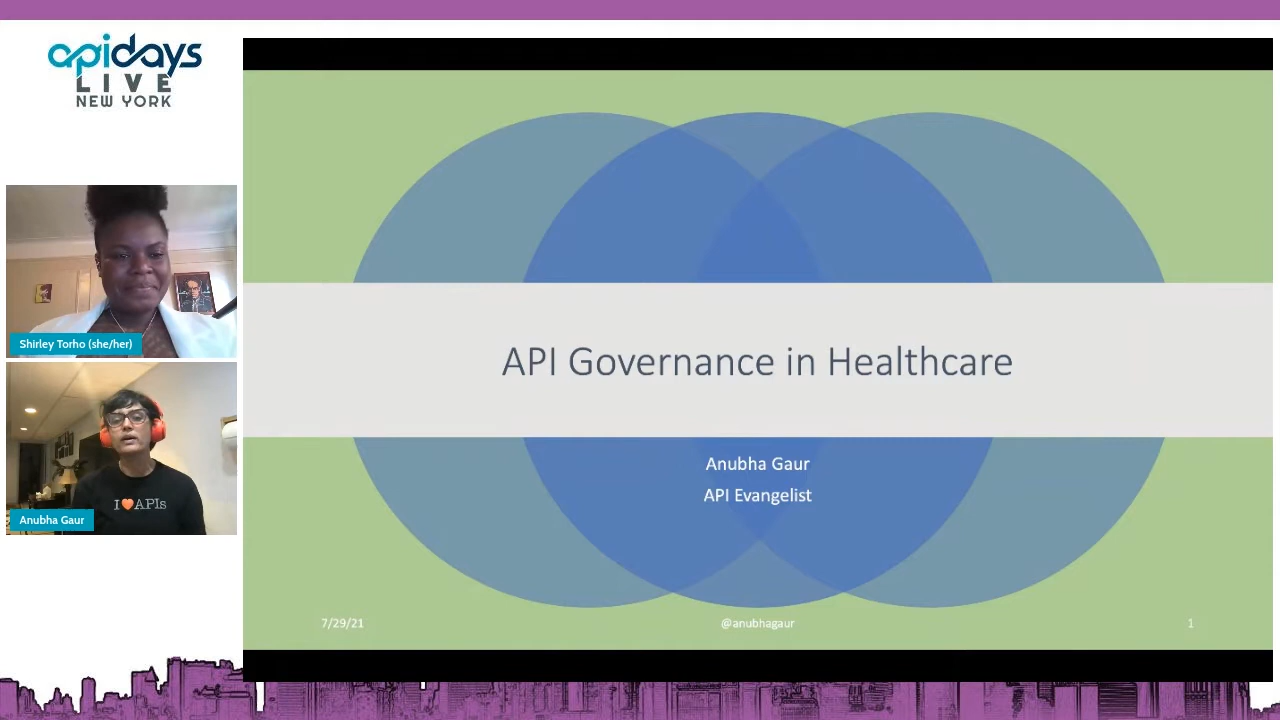 apidays
LIVE
NEW YORK
Shirley Torho (she/her)
I🧡APIs
Anubha Gaur
API Governance in Healthcare
Anubha Gaur
API Evangelist
7/29/21
@anubhagaur
1